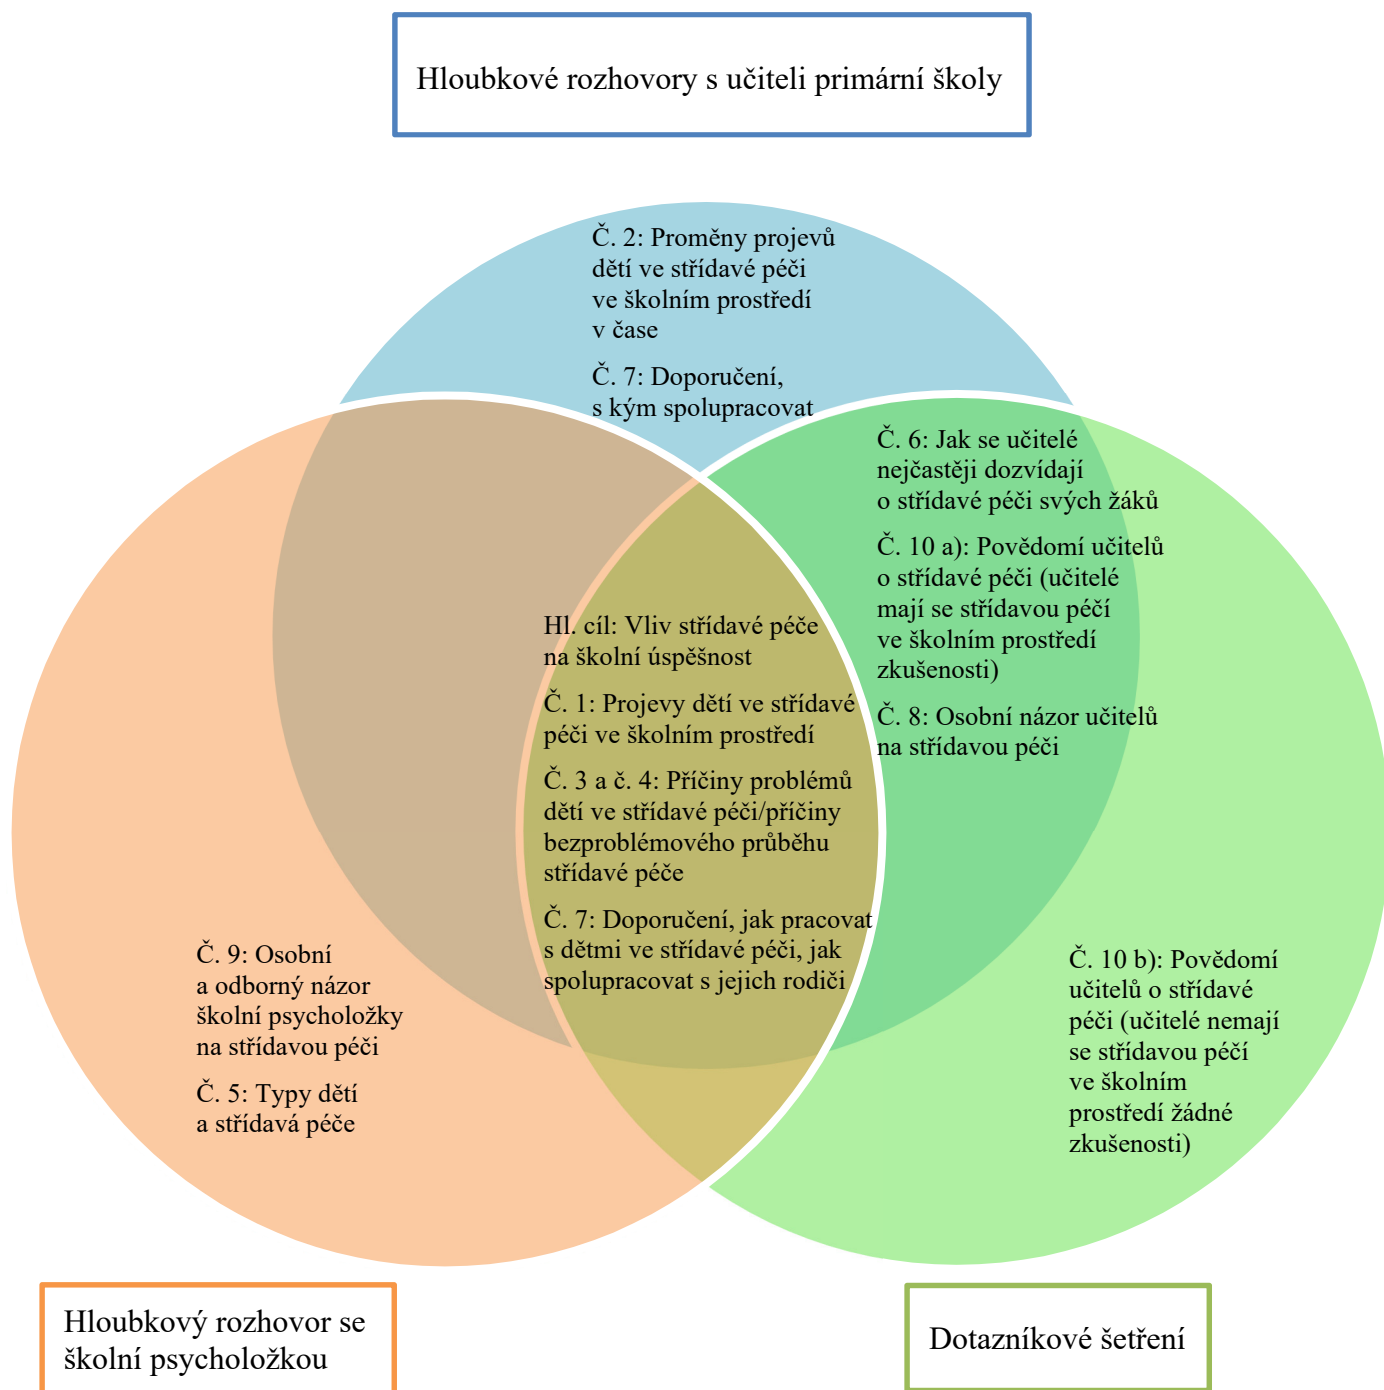 Hloubkové rozhovory s učiteli primární školy
Č. 2: Proměny projevů
dětí ve střídavé péči
ve školním prostředí
v čase
Č. 7: Doporučení,
s kým spolupracovat
Č. 6: Jak se učitelé
nejčastěji dozvídají
o střídavé péči svých žáků
Č. 10 a): Povědomí učitelů
o střídavé péči (učitelé
mají se střídavou péčí
ve školním prostředí
zkušenosti)
Č. 8: Osobní názor učitelů
na střídavou péči
Hl. cíl: Vliv střídavé péče
na školní úspěšnost
Č. 1: Projevy dětí ve střídavé
péči ve školním prostředí
Č. 3 a č. 4: Příčiny problémů
dětí ve střídavé péči/příčiny
bezproblémového průběhu
střídavé péče
Č. 7: Doporučení, jak pracovat
s dětmi ve střídavé péči, jak
spolupracovat s jejich rodiči
Č. 9: Osobní
a odborný názor
školní psycholožky
na střídavou péči
Č. 5: Typy dětí
a střídavá péče
Č. 10 b): Povědomí
učitelů o střídavé
péči (učitelé nemají
se střídavou péčí
ve školním
prostředí žádné
zkušenosti)
Hloubkový rozhovor se
školní psycholožkou
Dotazníkové šetření